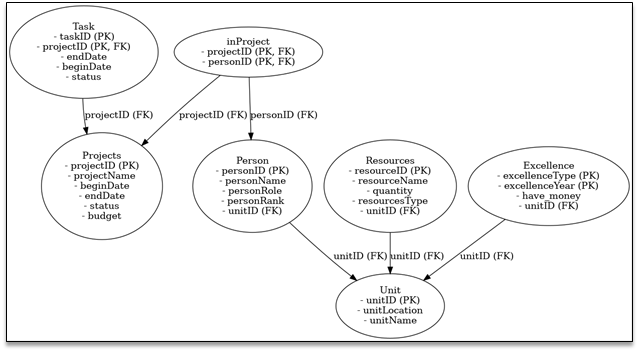 Task
- taskID (PK)
- projectID (PK, FK)
- endDate
- beginDate
- status
inProject
- projectID (PK, FK)
- personID (PK, FK)
projectID (FK)
projectID (FK)
personID (FK)
Projects
- projectID (PK)
- projectName
- beginDate
- endDate
- status
- budget
Person
- personID (PK)
- personName
- personRole
- personRank
- unitID (FK)
Resources
- resourceID (PK)
- resourceName
- quantity
- resourcesType
- unitID (FK)
Excellence
- excellenceType (PK)
- excellenceYear (PK)
- have_money
- unitID (FK)
unitID (FK)
unitID (FK)
unitID (FK)
Unit
- unitID (PK)
- unitLocation
- unitName